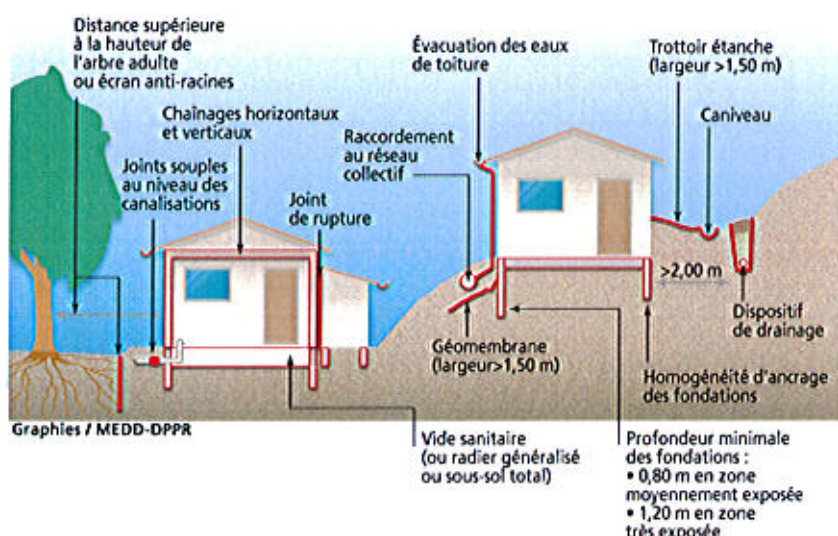 Distance supérieure
à la hauteur de
l'arbre adulte
ou écran anti-racines
Chaînages horizontaux
et verticaux
Joints souples
au niveau des
canalisations
Joint
de rupture
Évacuation des eaux
de toiture
Raccordement
au réseau
collectif
Trottoir étanche
(largeur >1,50 m)
Caniveau
>2,00 m
Dispositif
de drainage
Géomembrane
(largeur>1,50 m)
Homogénéité d'ancrage
des fondations
Graphies / MEDD-DPPR
Vide sanitaire
(ou radier généralisé
ou sous-sol total)
Profondeur minimale
des fondations :
• 0,80 m en zone
moyennement exposée
• 1,20 m en zone
très exposée